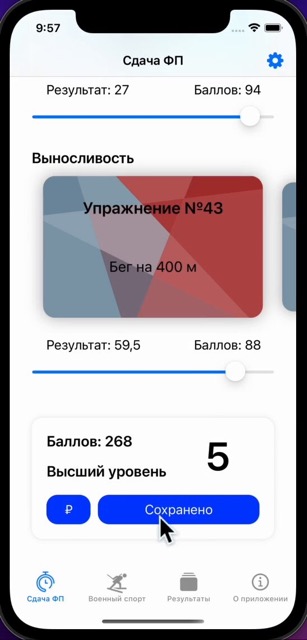 9:57
Сдача ФП
Результат: 27 Баллов: 94
Выносливость
Упражнение №43
Бег на 400 м
Результат: 59,5 Баллов: 88
Баллов: 268
5
Высший уровень
₽ Сохранено
Сдача ФП Военный спорт Результаты О приложении